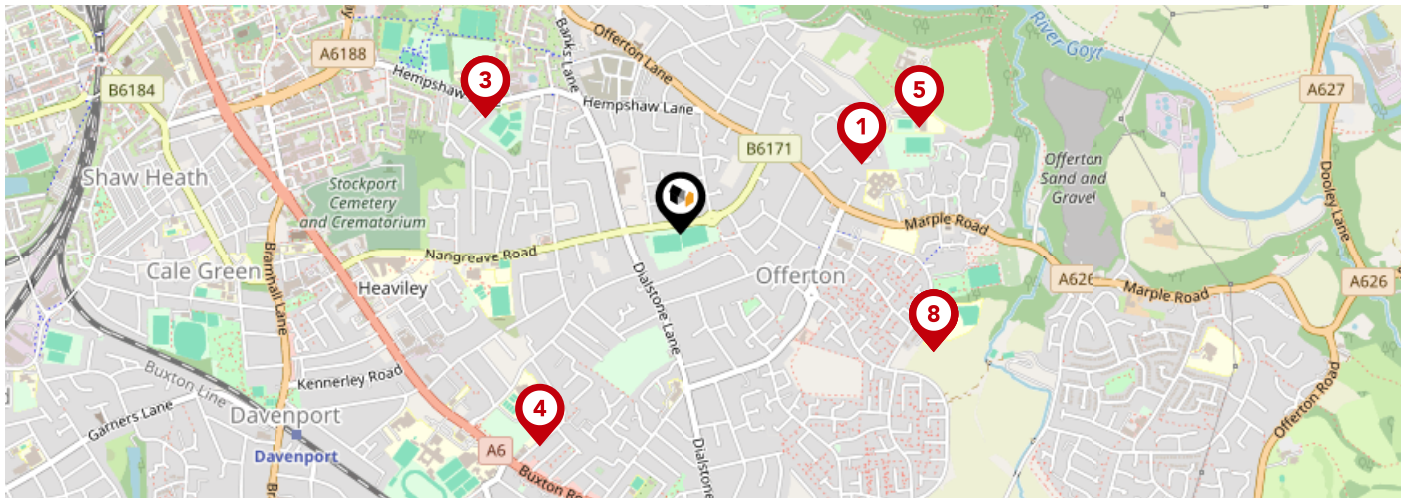 River Goyt
Banks Lane
Offerton Lane
A6188
Hempshaw
3
B6184
A627
5
Hempshaw Lane
1
B6171
Offerton
Sand and
Gravel
Shaw Heath
Stockport
Cemetery
and Crematorium
Dooley Lane
Marple Road
Nangreave Road
Cale Green
Bramhall Lane
Heaviley
Dialstone Lane
Offerton
A626
Marple Road
A626
8
Buxton Line
Kennerley Road
Garners Lane
Davenport
4
Offerton Road
Davenport
A6
Buxton Ro
Dialstone